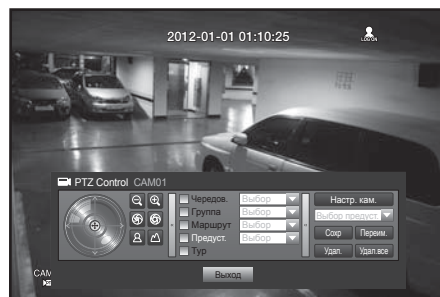 2012-01-01 01:10:25
LOG ON
PTZ Control CAM01
Чередов. Выбор
Группа Выбор
Маршрут Выбор
Предуст. Выбор
Тур
Настр. кам.
Выбор предуст.
Сохр Переим.
Удал. Удал.все
CAM
Выход